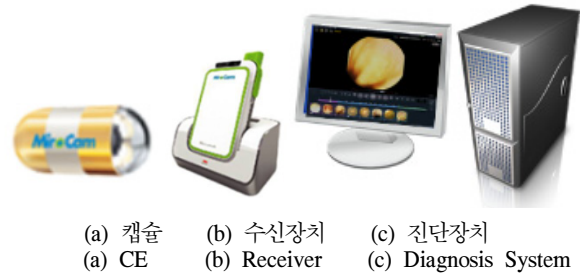 MiroCam
MiroCam
(a) 캡슐 (b) 수신장치 (c) 진단장치
(a) CE (b) Receiver (c) Diagnosis System